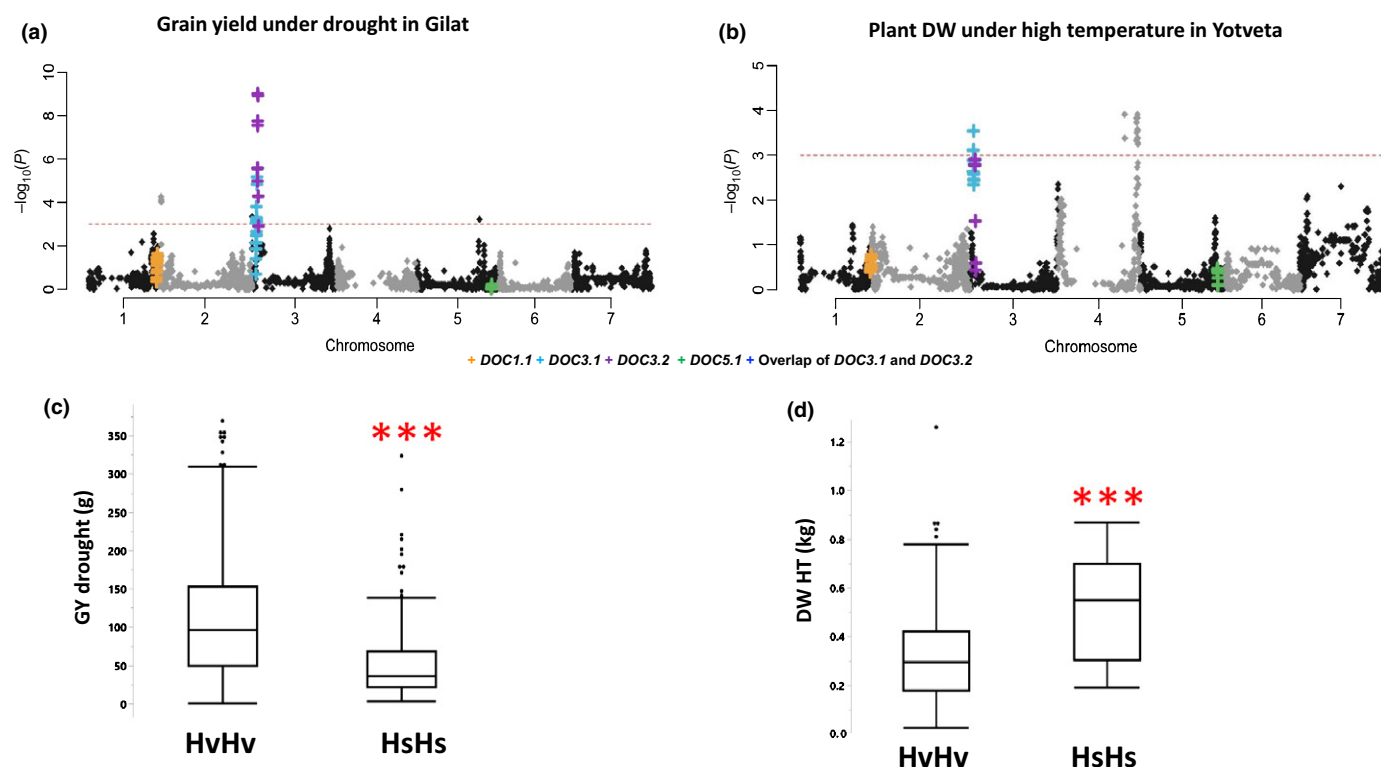 (a) Grain yield under drought in Gilat
−log10(P)
10
8
6
4
2
0
1 2 3 4 5 6 7
Chromosome
(b) Plant DW under high temperature in Yotveta
−log10(P)
5
4
3
2
1
0
1 2 3 4 5 6 7
Chromosome
+ DOC1.1 + DOC3.1 + DOC3.2 + DOC5.1 + Overlap of DOC3.1 and DOC3.2
(c)
GY drought (g)
350
300
250
200
150
100
50
0
***
HvHv HsHs
(d)
DW HT (kg)
1.2
1.0
0.8
0.6
0.4
0.2
0.0
***
HvHv HsHs